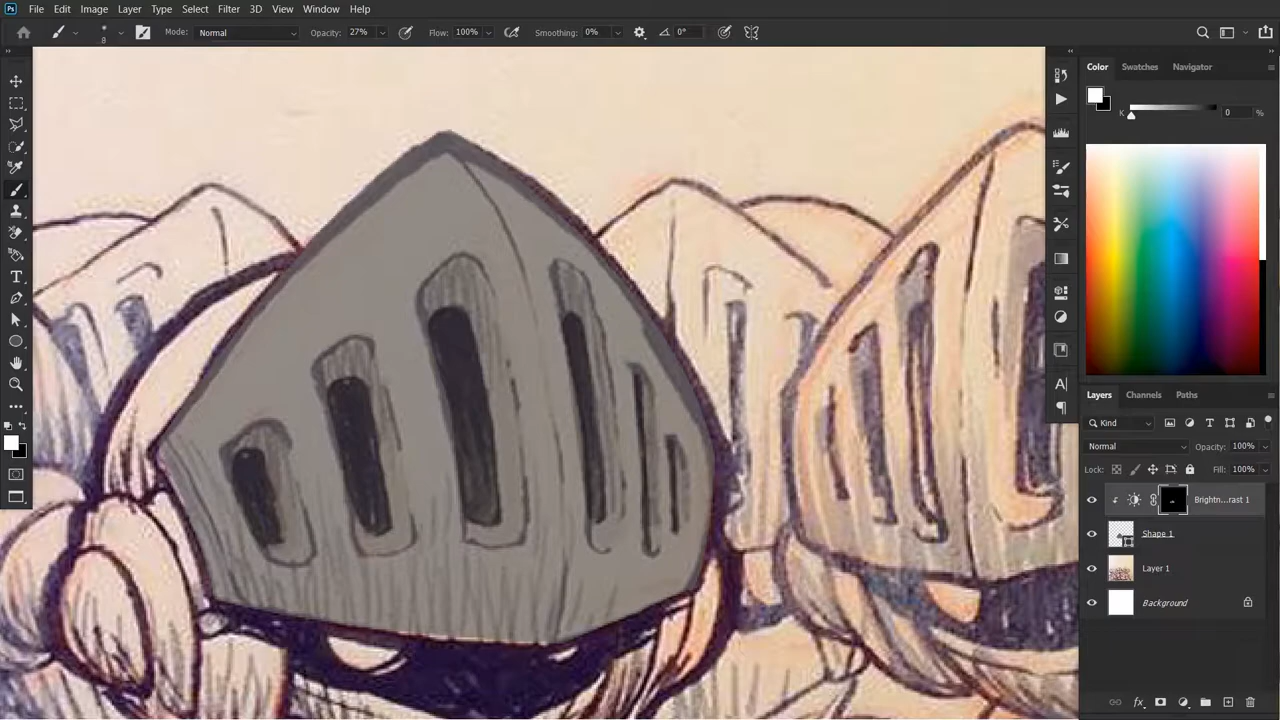 Ps File Edit Image Layer Type Select Filter 3D View Window Help
8 Mode: Normal Opacity: 27% Flow: 100% Smoothing: 0% 0°
Color Swatches Navigator
K 0 %
Layers Channels Paths
Kind
Normal Opacity: 100%
Lock: Fill: 100%
Brightn...rast 1
Shape 1
Layer 1
Background